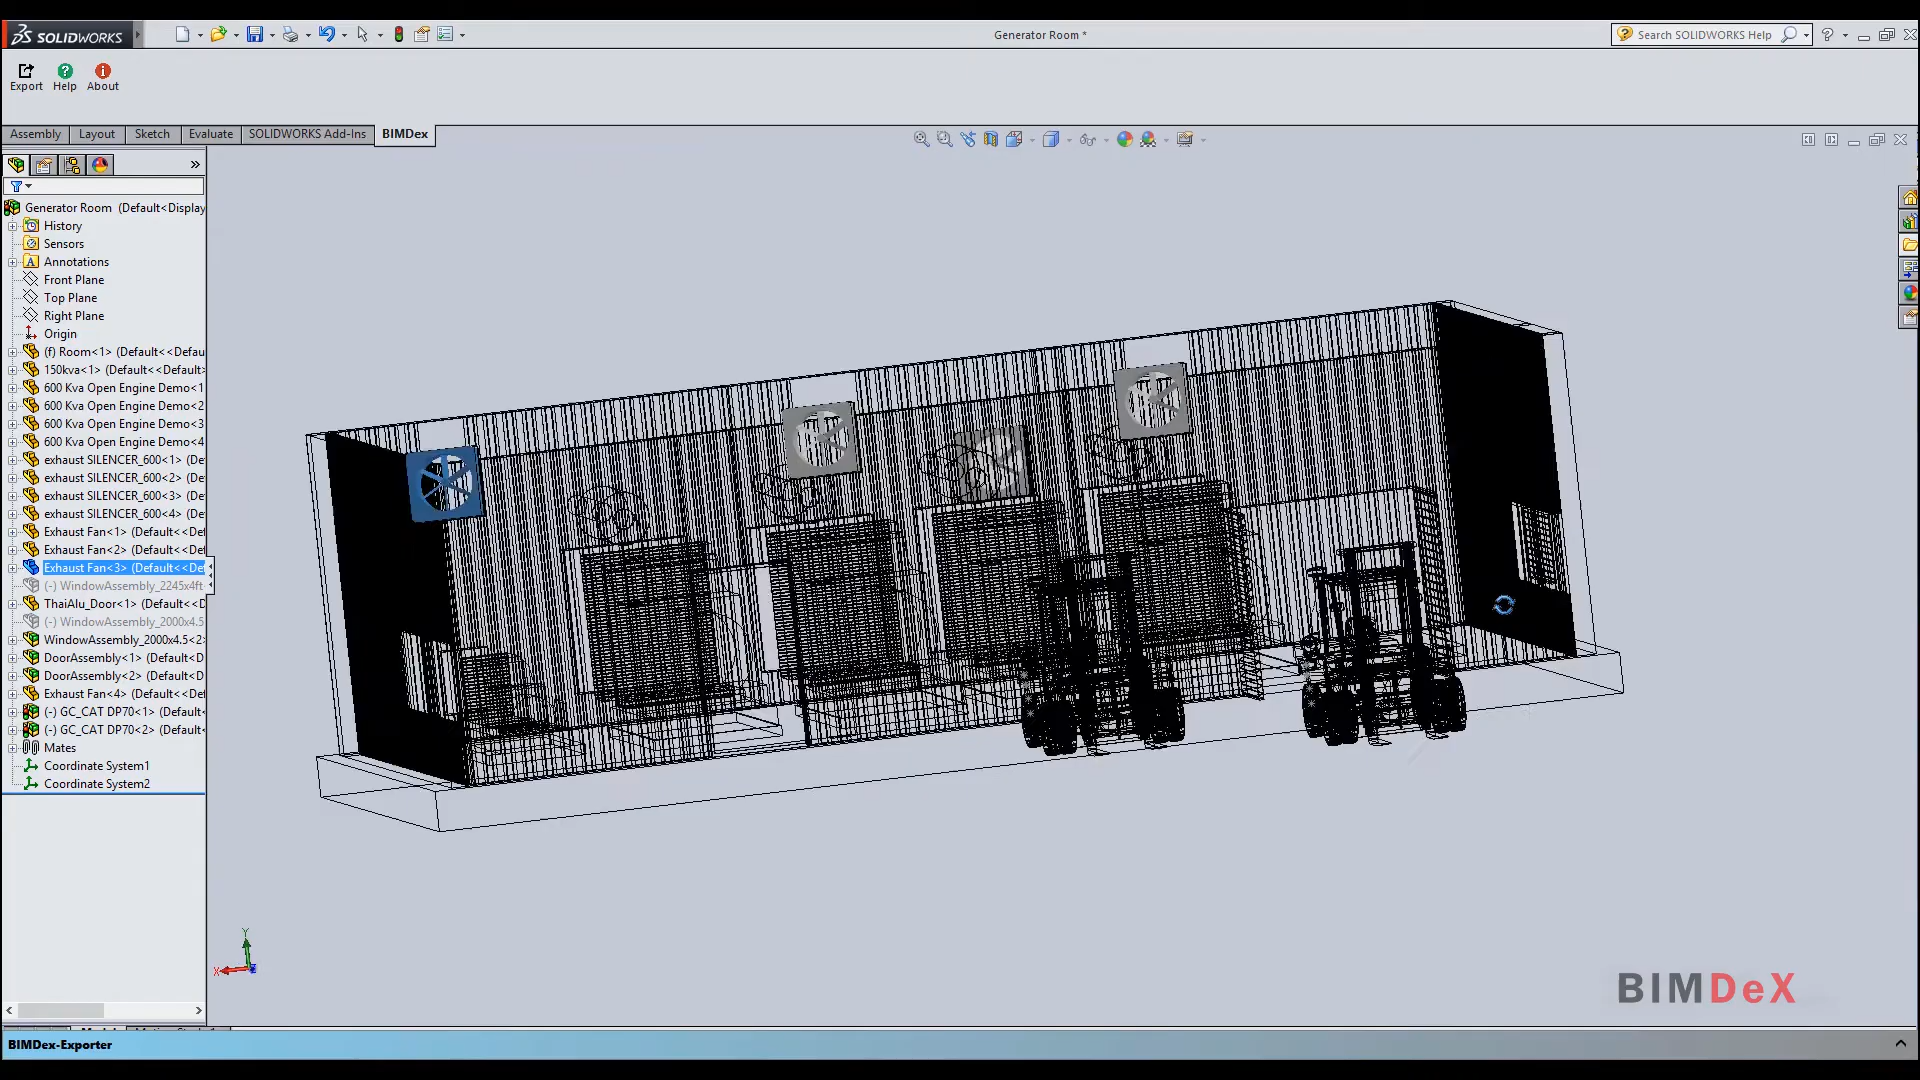 SOLIDWORKS
Generator Room *
Search SOLIDWORKS Help
Export
Help
About
Assembly
Layout
Sketch
Evaluate
SOLIDWORKS Add-Ins
BIMDex
Generator Room (Default<Display
History
Sensors
Annotations
Front Plane
Top Plane
Right Plane
Origin
(f) Room<1> (Default<<Defau
150kva<1> (Default<<Default>
600 Kva Open Engine Demo<1
600 Kva Open Engine Demo<2
600 Kva Open Engine Demo<3
600 Kva Open Engine Demo<4
exhaust SILENCER_600<1> (De
exhaust SILENCER_600<2> (De
exhaust SILENCER_600<3> (De
exhaust SILENCER_600<4> (De
Exhaust Fan<1> (Default<<Def
Exhaust Fan<2> (Default<<Def
Exhaust Fan<3> (Default<<Def
(-) WindowAssembly_2245x4ft
ThaiAlu_Door<1> (Default<<D
(-) WindowAssembly_2000x4.5
WindowAssembly_2000x4.5<2>
DoorAssembly<1> (Default<D
DoorAssembly<2> (Default<D
Exhaust Fan<4> (Default<<Def
(-) GC_CAT DP70<1> (Default<
(-) GC_CAT DP70<2> (Default<
Mates
Coordinate System1
Coordinate System2
Y
X
BIMDeX
BIMDex-Exporter